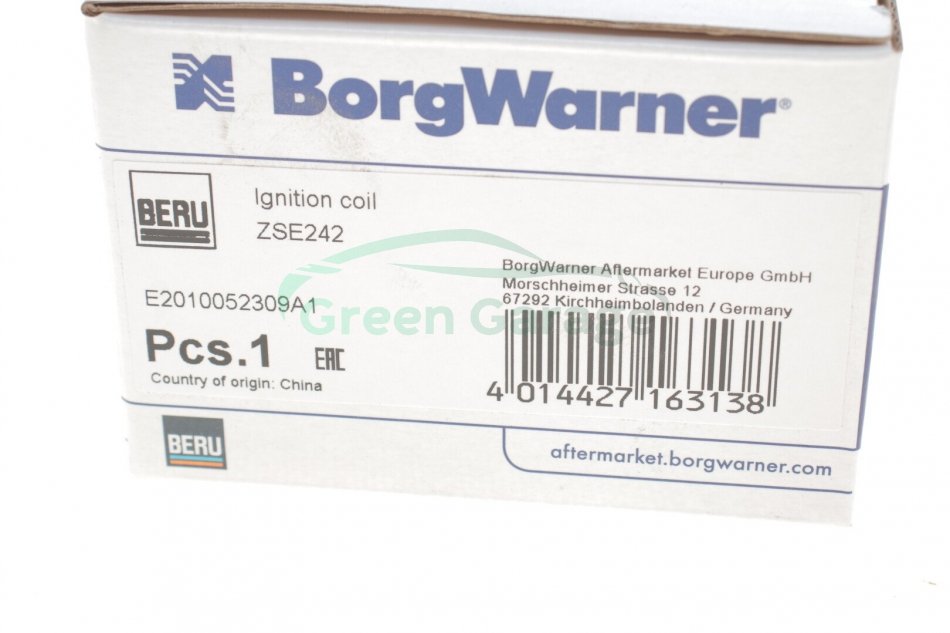 BorgWarner®
BERU
Ignition coil
ZSE242
BorgWarner Aftermarket Europe GmbH
Morschheimer Strasse 12
67292 Kirchheimbolanden / Germany
E2010052309A1
Green Garage
Pcs.1
EAC
Country of origin: China
4 014427 163138
BERU
aftermarket.borgwarner.com